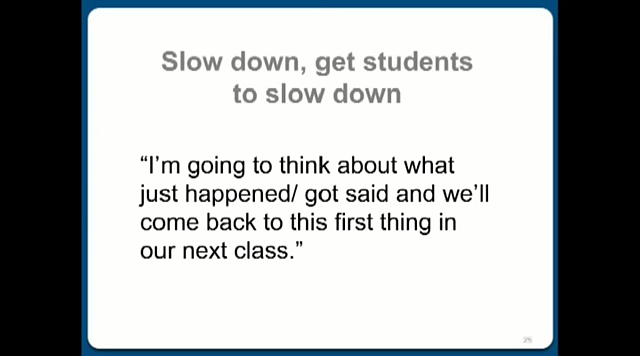 Slow down, get students
to slow down
“I’m going to think about what
just happened/ got said and we’ll
come back to this first thing in
our next class.”